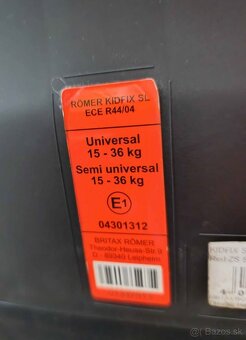 RÖMER KIDFIX SL
ECE R44/04
Universal
15 - 36 kg
Semi universal
15 - 36 kg
E1
04301312
BRITAX RÖMER
Theodor-Heuss-Str.9
D - 89340 Leipheim
KIDFIX S
bazos.sk